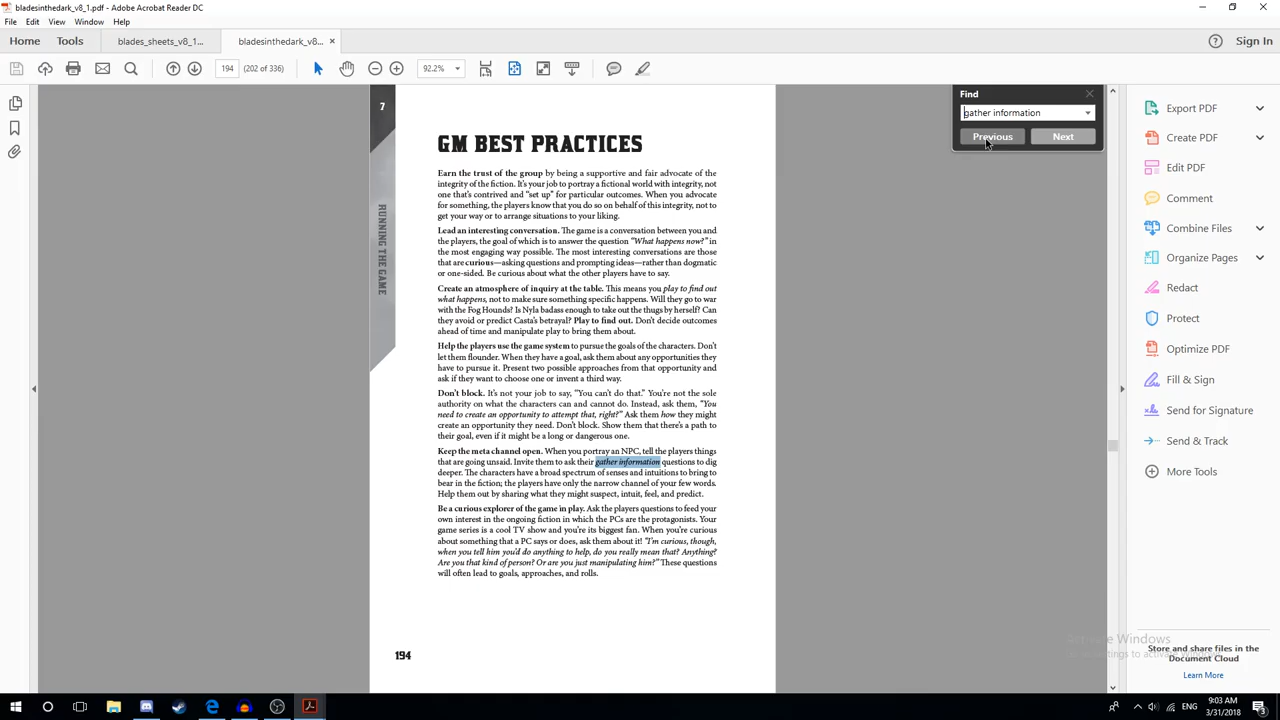 bladesinthedark_v8_1.pdf - Adobe Acrobat Reader DC
File Edit View Window Help
Home Tools blades_sheets_v8_1... bladesinthedark_v8... × Sign In
194 (202 of 336) 92.2%
Find
gather information
Previous Next
7
RUNNING THE GAME
GM BEST PRACTICES
Earn the trust of the group by being a supportive and fair advocate of the
integrity of the fiction. It's your job to portray a fictional world with integrity, not
one that's contrived and "set up" for particular outcomes. When you advocate
for something, the players know that you do so on behalf of this integrity, not to
get your way or to arrange situations to your liking.
Lead an interesting conversation. The game is a conversation between you and
the players, the goal of which is to answer the question "What happens now?" in
the most engaging way possible. The most interesting conversations are those
that are curious—asking questions and prompting ideas—rather than dogmatic
or one-sided. Be curious about what the other players have to say.
Create an atmosphere of inquiry at the table. This means you play to find out
what happens, not to make sure something specific happens. Will they go to war
with the Fog Hounds? Is Nyla badass enough to take out the thugs by herself? Can
they avoid or predict Casta's betrayal? Play to find out. Don't decide outcomes
ahead of time and manipulate play to bring them about.
Help the players use the game system to pursue the goals of the characters. Don't
let them flounder. When they have a goal, ask them about any opportunities they
have to pursue it. Present two possible approaches from that opportunity and
ask if they want to choose one or invent a third way.
Don't block. It's not your job to say, "You can't do that." You're not the sole
authority on what the characters can and cannot do. Instead, ask them, "You
need to create an opportunity to attempt that, right?" Ask them how they might
create an opportunity they need. Don't block. Show them that there's a path to
their goal, even if it might be a long or dangerous one.
Keep the meta channel open. When you portray an NPC, tell the players things
that are going unsaid. Invite them to ask their gather information questions to dig
deeper. The characters have a broad spectrum of senses and intuitions to bring to
bear in the fiction; the players have only the narrow channel of your few words.
Help them out by sharing what they might suspect, intuit, feel, and predict.
Be a curious explorer of the game in play. Ask the players questions to feed your
own interest in the ongoing fiction in which the PCs are the protagonists. Your
game series is a cool TV show and you're its biggest fan. When you're curious
about something that a PC says or does, ask them about it! "I'm curious, though,
when you tell him you'd do anything to help, do you really mean that? Anything?
Are you that kind of person? Or are you just manipulating him?" These questions
will often lead to goals, approaches, and rolls.
194
Export PDF
Create PDF
Edit PDF
Comment
Combine Files
Organize Pages
Redact
Protect
Optimize PDF
Fill & Sign
Send for Signature
Send & Track
More Tools
Activate Windows
Store and share files in the
Document Cloud
Learn More
ENG
9:03 AM
3/31/2018
3